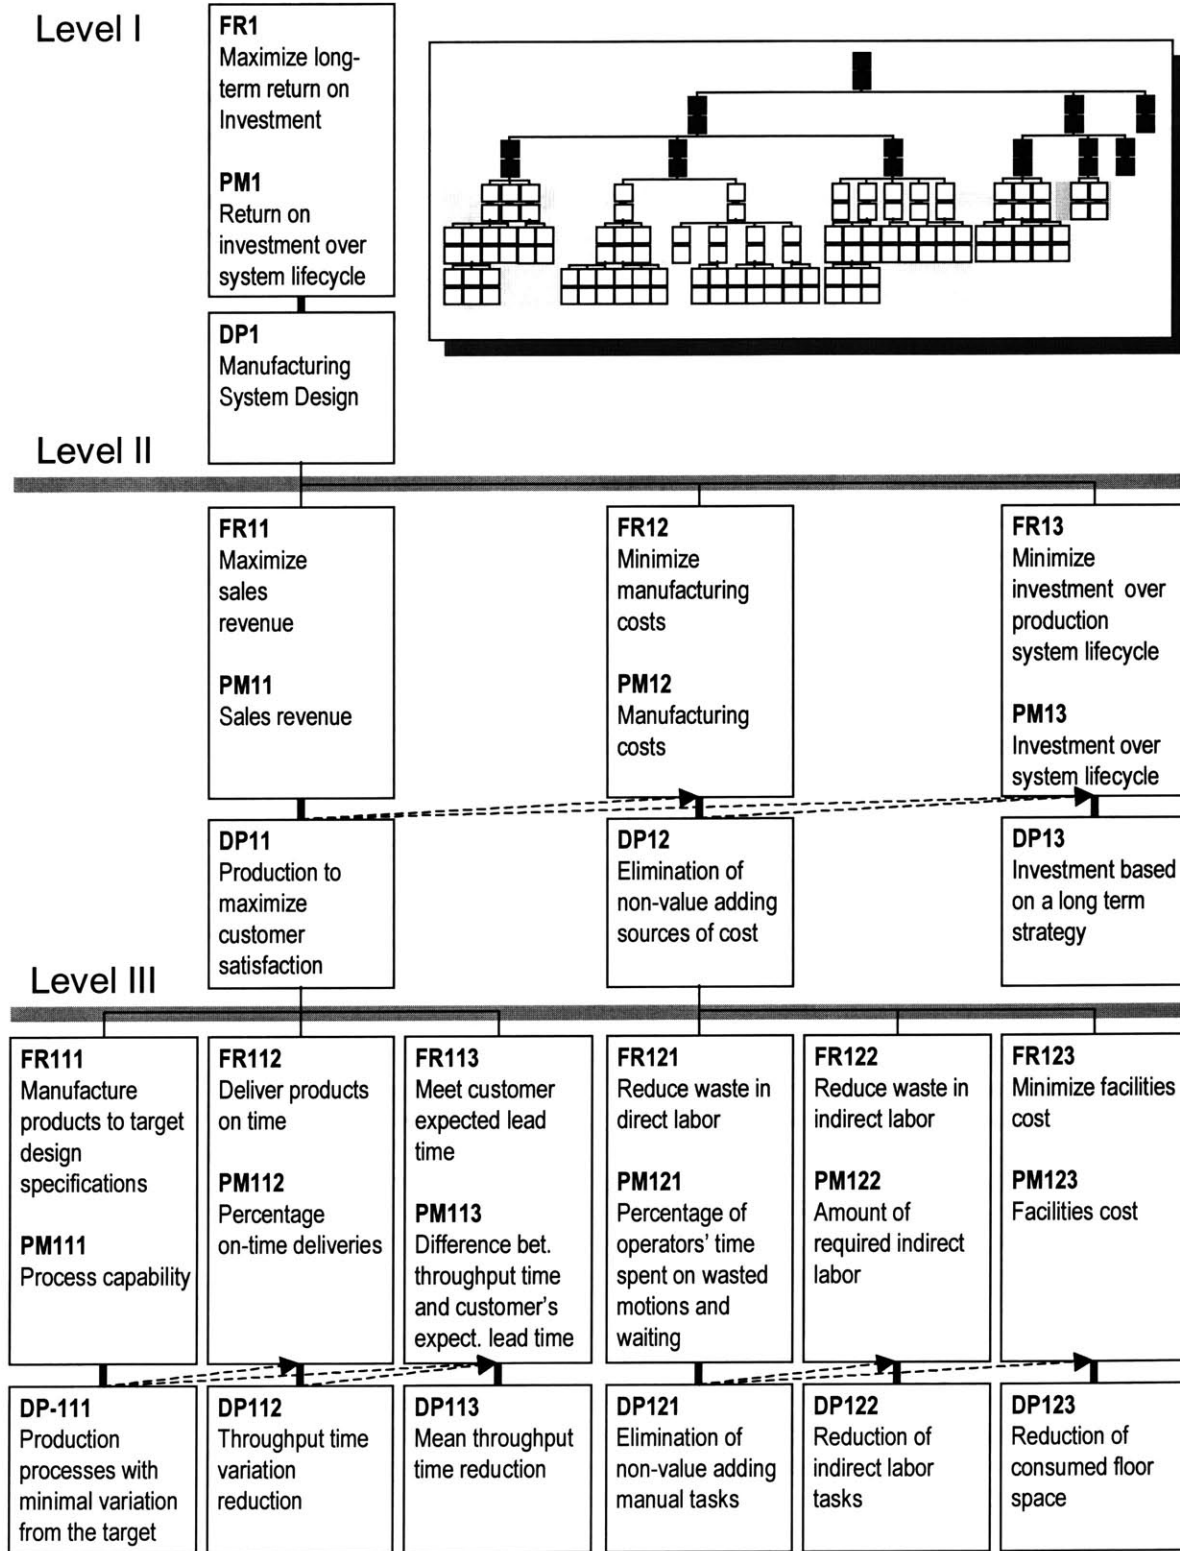 Level I
FR1
Maximize long-
term return on
Investment
PM1
Return on
investment over
system lifecycle
DP1
Manufacturing
System Design
Level II
FR11
Maximize
sales
revenue
PM11
Sales revenue
FR12
Minimize
manufacturing
costs
PM12
Manufacturing
costs
FR13
Minimize
investment over
production
system lifecycle
PM13
Investment over
system lifecycle
DP11
Production to
maximize
customer
satisfaction
DP12
Elimination of
non-value adding
sources of cost
DP13
Investment based
on a long term
strategy
Level III
FR111
Manufacture
products to target
design
specifications
PM111
Process capability
FR112
Deliver products
on time
PM112
Percentage
on-time deliveries
FR113
Meet customer
expected lead
time
PM113
Difference bet.
throughput time
and customer's
expect. lead time
FR121
Reduce waste in
direct labor
PM121
Percentage of
operators' time
spent on wasted
motions and
waiting
FR122
Reduce waste in
indirect labor
PM122
Amount of
required indirect
labor
FR123
Minimize facilities
cost
PM123
Facilities cost
DP-111
Production
processes with
minimal variation
from the target
DP112
Throughput time
variation
reduction
DP113
Mean throughput
time reduction
DP121
Elimination of
non-value adding
manual tasks
DP122
Reduction of
indirect labor
tasks
DP123
Reduction of
consumed floor
space